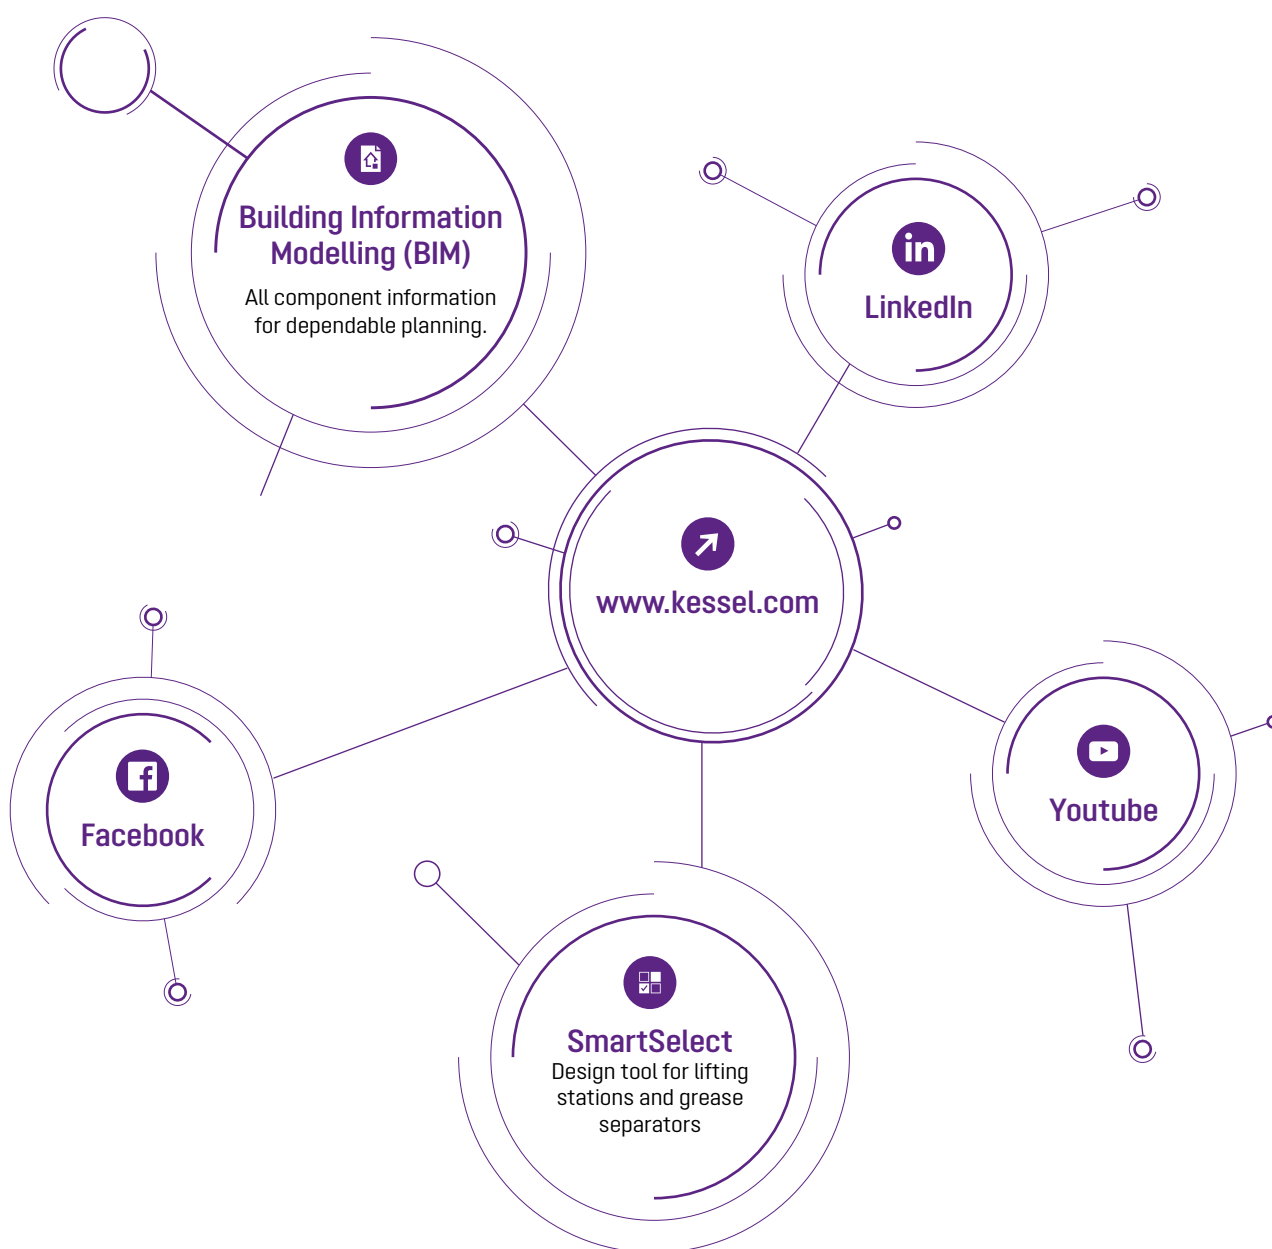 Building Information
Modelling (BIM)
All component information
for dependable planning.
in
LinkedIn
www.kessel.com
f
Facebook
Youtube
SmartSelect
Design tool for lifting
stations and grease
separators